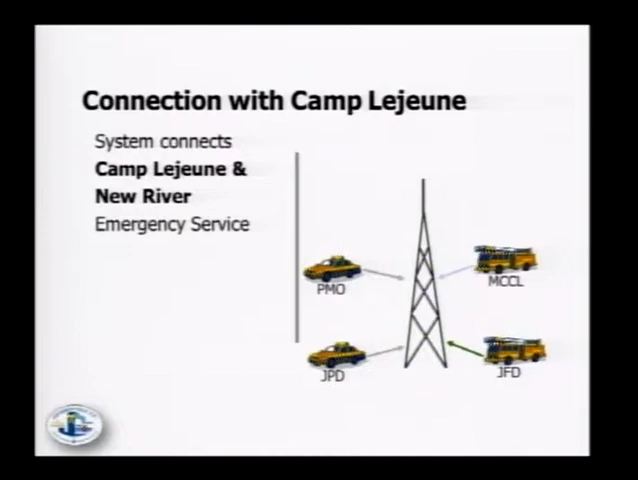 Connection with Camp Lejeune
System connects
Camp Lejeune &
New River
Emergency Service
PMO
MCCL
JPD
JFD